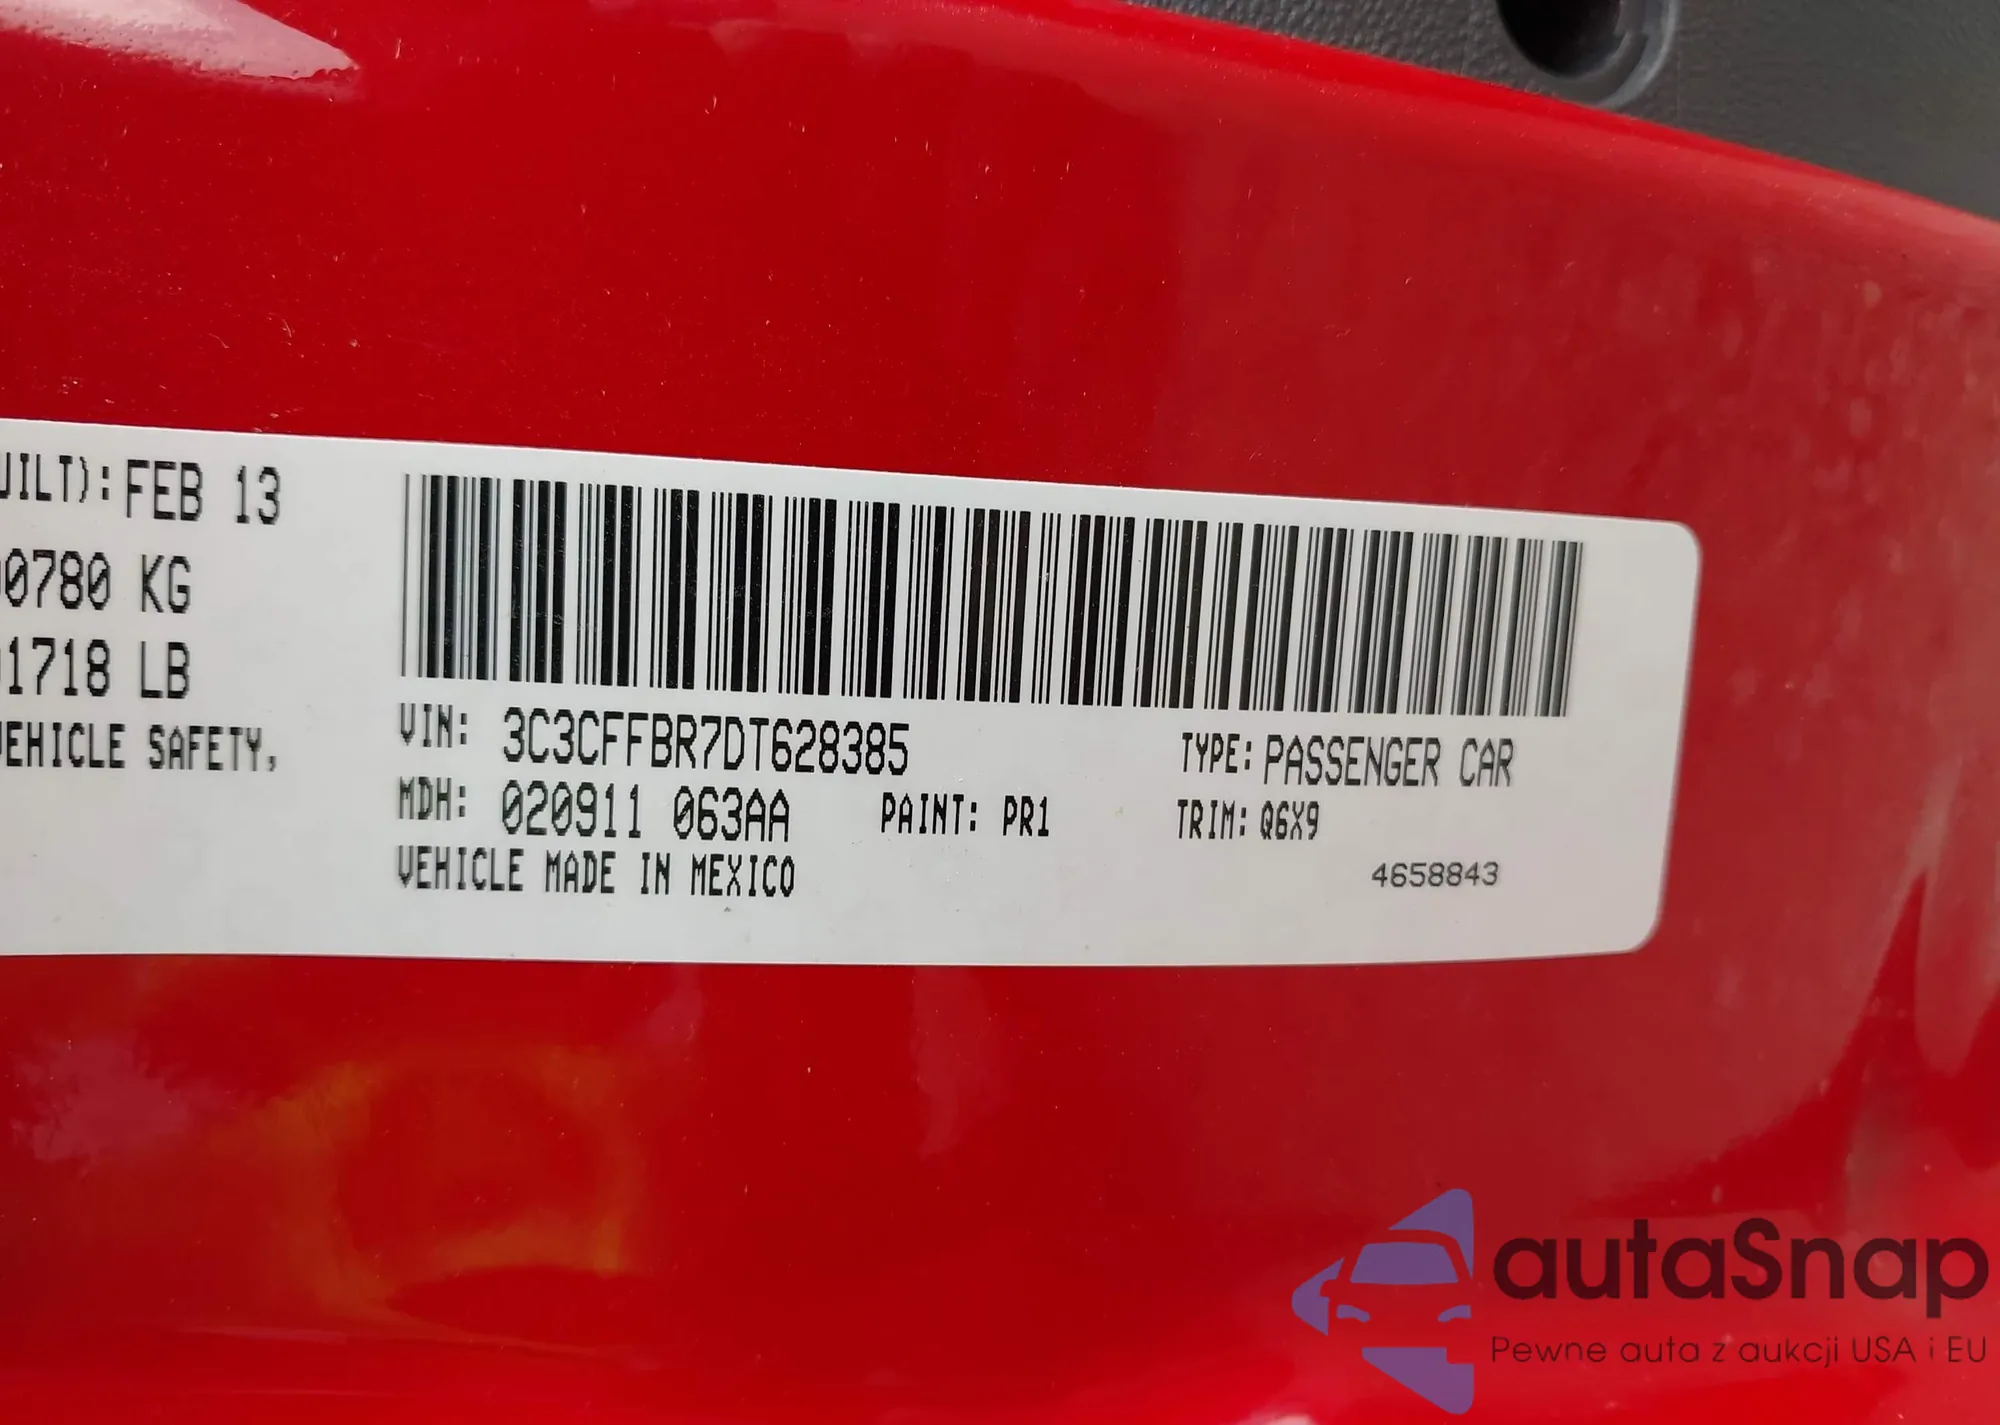 UILT): FEB 13
0780 KG
1718 LB
VEHICLE SAFETY,
VIN: 3C3CFFBR7DT628385 TYPE: PASSENGER CAR
MDH: 020911 063AA PAINT: PR1 TRIM: Q6X9
VEHICLE MADE IN MEXICO
4658843
autaSnap
Pewne auta z aukcji USA i EU